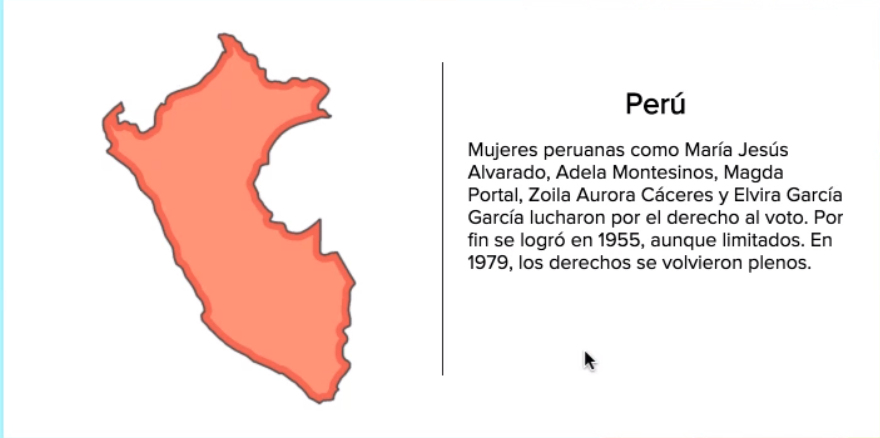 Perú
Mujeres peruanas como María Jesús
Alvarado, Adela Montesinos, Magda
Portal, Zoila Aurora Cáceres y Elvira García
García lucharon por el derecho al voto. Por
fin se logró en 1955, aunque limitados. En
1979, los derechos se volvieron plenos.